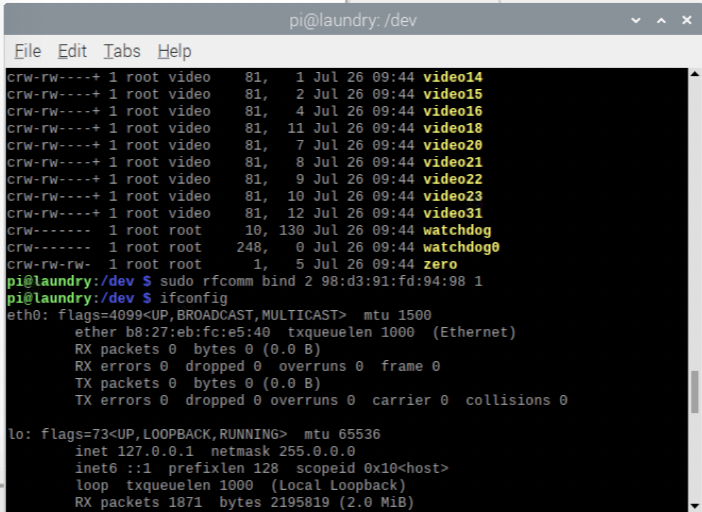 pi@laundry: /dev
File Edit Tabs Help
crw-rw----+ 1 root video    81,   1 Jul 26 09:44 video14
crw-rw----+ 1 root video    81,   2 Jul 26 09:44 video15
crw-rw----+ 1 root video    81,   4 Jul 26 09:44 video16
crw-rw----+ 1 root video    81,  11 Jul 26 09:44 video18
crw-rw----+ 1 root video    81,   7 Jul 26 09:44 video20
crw-rw----+ 1 root video    81,   8 Jul 26 09:44 video21
crw-rw----+ 1 root video    81,   9 Jul 26 09:44 video22
crw-rw----+ 1 root video    81,  10 Jul 26 09:44 video23
crw-rw----+ 1 root video    81,  12 Jul 26 09:44 video31
crw-------  1 root root     10, 130 Jul 26 09:44 watchdog
crw-------  1 root root    248,   0 Jul 26 09:44 watchdog0
crw-rw-rw-  1 root root      1,   5 Jul 26 09:44 zero
pi@laundry:/dev $ sudo rfcomm bind 2 98:d3:91:fd:94:98 1
pi@laundry:/dev $ ifconfig
eth0: flags=4099<UP,BROADCAST,MULTICAST>  mtu 1500
        ether b8:27:eb:fc:e5:40  txqueuelen 1000  (Ethernet)
        RX packets 0  bytes 0 (0.0 B)
        RX errors 0  dropped 0  overruns 0  frame 0
        TX packets 0  bytes 0 (0.0 B)
        TX errors 0  dropped 0 overruns 0  carrier 0  collisions 0
lo: flags=73<UP,LOOPBACK,RUNNING>  mtu 65536
        inet 127.0.0.1  netmask 255.0.0.0
        inet6 ::1  prefixlen 128  scopeid 0x10<host>
        loop  txqueuelen 1000  (Local Loopback)
        RX packets 1871  bytes 2195819 (2.0 MiB)